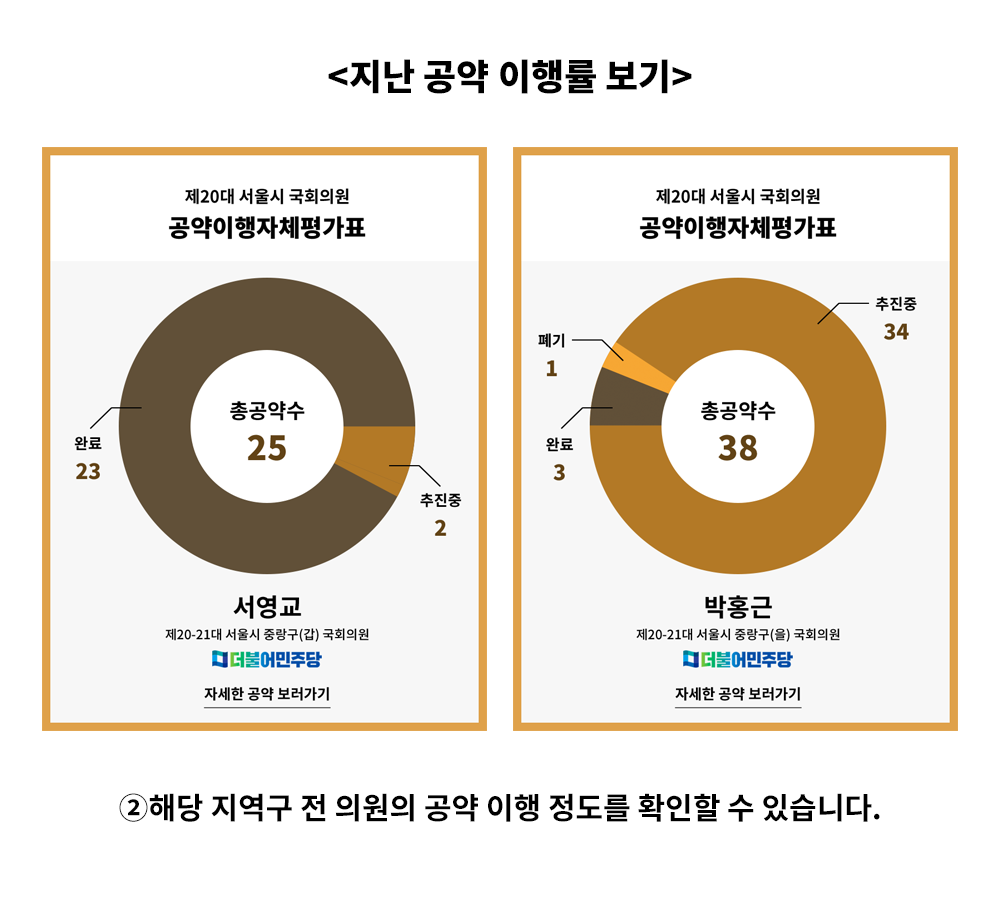 <지난 공약 이행률 보기>
제20대 서울시 국회의원
공약이행자체평가표
총공약수
25
완료
23
추진중
2
서영교
제20-21대 서울시 중랑구(갑) 국회의원
더불어민주당
자세한 공약 보러가기
제20대 서울시 국회의원
공약이행자체평가표
추진중
34
폐기
1
총공약수
38
완료
3
박홍근
제20-21대 서울시 중랑구(을) 국회의원
더불어민주당
자세한 공약 보러가기
②해당 지역구 전 의원의 공약 이행 정도를 확인할 수 있습니다.